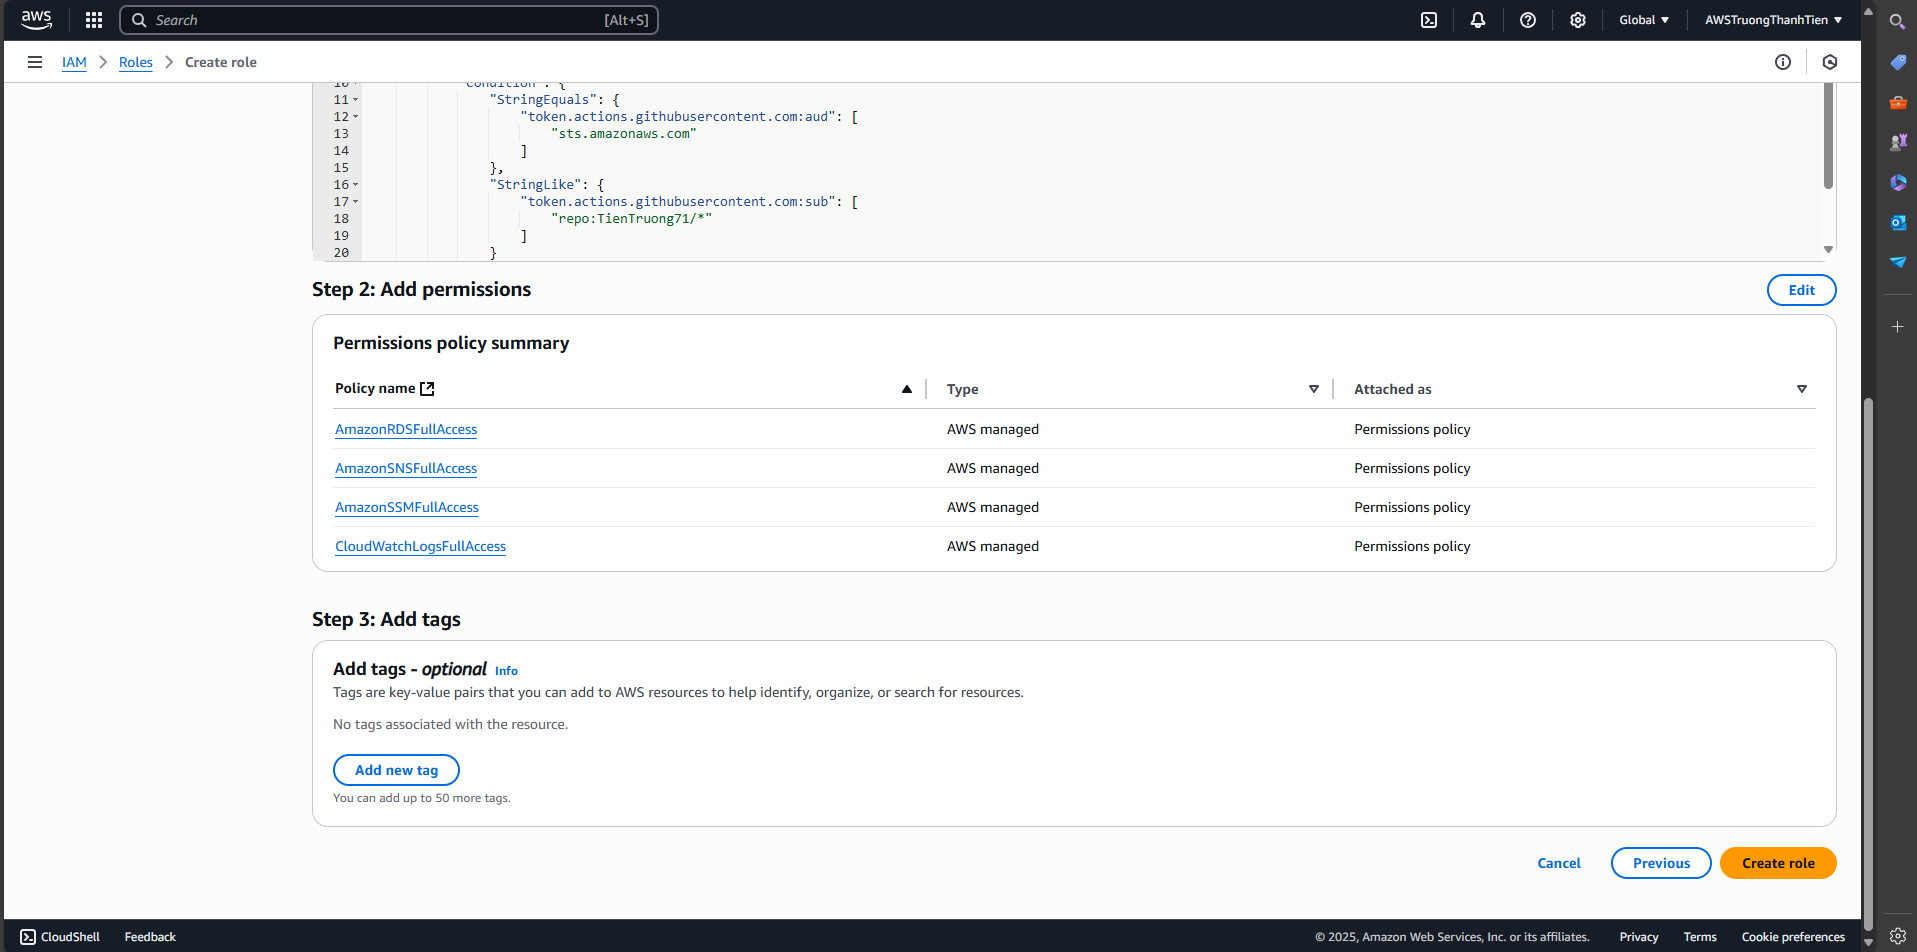 aws
Search [Alt+S]
Global
AWSTruongThanhTien
IAM > Roles > Create role
10 "Condition": {
11 "StringEquals": {
12 "token.actions.githubusercontent.com:aud": [
13 "sts.amazonaws.com"
14 ]
15 },
16 "StringLike": {
17 "token.actions.githubusercontent.com:sub": [
18 "repo:TienTruong71/*"
19 ]
20 }
Step 2: Add permissions
Edit
Permissions policy summary
Policy name Type Attached as
AmazonRDSFullAccess AWS managed Permissions policy
AmazonSNSFullAccess AWS managed Permissions policy
AmazonSSMFullAccess AWS managed Permissions policy
CloudWatchLogsFullAccess AWS managed Permissions policy
Step 3: Add tags
Add tags - optional Info
Tags are key-value pairs that you can add to AWS resources to help identify, organize, or search for resources.
No tags associated with the resource.
Add new tag
You can add up to 50 more tags.
Cancel Previous Create role
CloudShell Feedback © 2025, Amazon Web Services, Inc. or its affiliates. Privacy Terms Cookie preferences